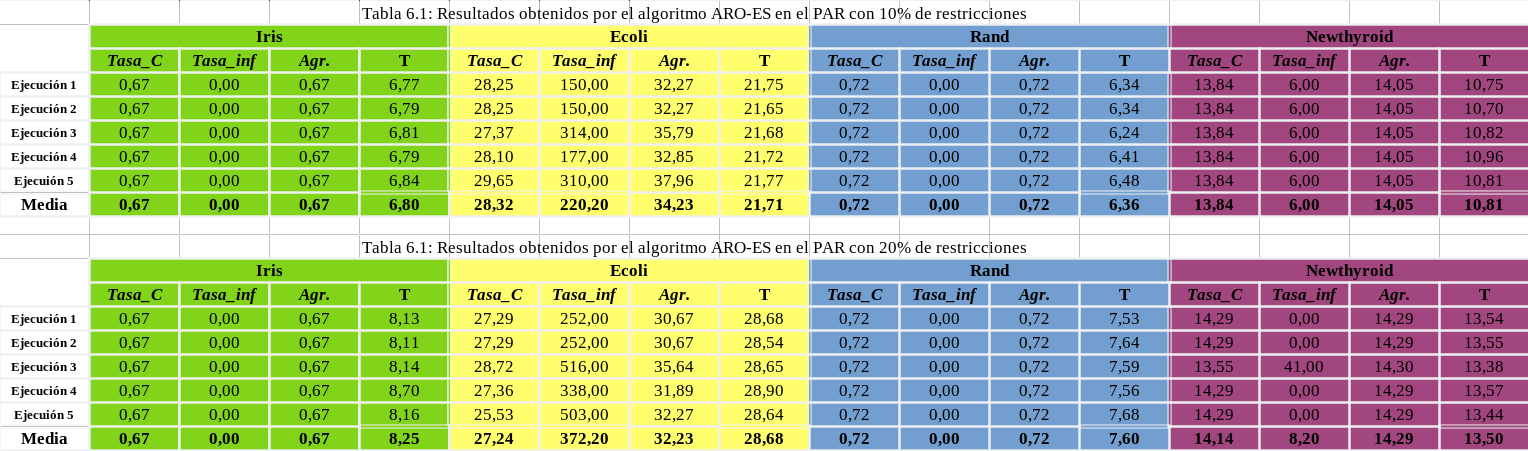 Tabla 6.1: Resultados obtenidos por el algoritmo ARO-ES en el PAR con 10% de restricciones
Iris Ecoli Rand Newthyroid
Tasa_C Tasa_inf Agr. T Tasa_C Tasa_inf Agr. T Tasa_C Tasa_inf Agr. T Tasa_C Tasa_inf Agr. T
Ejecución 1 0,67 0,00 0,67 6,77 28,25 150,00 32,27 21,75 0,72 0,00 0,72 6,34 13,84 6,00 14,05 10,75
Ejecución 2 0,67 0,00 0,67 6,79 28,25 150,00 32,27 21,65 0,72 0,00 0,72 6,34 13,84 6,00 14,05 10,70
Ejecución 3 0,67 0,00 0,67 6,81 27,37 314,00 35,79 21,68 0,72 0,00 0,72 6,24 13,84 6,00 14,05 10,82
Ejecución 4 0,67 0,00 0,67 6,79 28,10 177,00 32,85 21,72 0,72 0,00 0,72 6,41 13,84 6,00 14,05 10,96
Ejecuión 5 0,67 0,00 0,67 6,84 29,65 310,00 37,96 21,77 0,72 0,00 0,72 6,48 13,84 6,00 14,05 10,81
Media 0,67 0,00 0,67 6,80 28,32 220,20 34,23 21,71 0,72 0,00 0,72 6,36 13,84 6,00 14,05 10,81
Tabla 6.1: Resultados obtenidos por el algoritmo ARO-ES en el PAR con 20% de restricciones
Iris Ecoli Rand Newthyroid
Tasa_C Tasa_inf Agr. T Tasa_C Tasa_inf Agr. T Tasa_C Tasa_inf Agr. T Tasa_C Tasa_inf Agr. T
Ejecución 1 0,67 0,00 0,67 8,13 27,29 252,00 30,67 28,68 0,72 0,00 0,72 7,53 14,29 0,00 14,29 13,54
Ejecución 2 0,67 0,00 0,67 8,11 27,29 252,00 30,67 28,54 0,72 0,00 0,72 7,64 14,29 0,00 14,29 13,55
Ejecución 3 0,67 0,00 0,67 8,14 28,72 516,00 35,64 28,65 0,72 0,00 0,72 7,59 13,55 41,00 14,30 13,38
Ejecución 4 0,67 0,00 0,67 8,70 27,36 338,00 31,89 28,90 0,72 0,00 0,72 7,56 14,29 0,00 14,29 13,57
Ejecuión 5 0,67 0,00 0,67 8,16 25,53 503,00 32,27 28,64 0,72 0,00 0,72 7,68 14,29 0,00 14,29 13,44
Media 0,67 0,00 0,67 8,25 27,24 372,20 32,23 28,68 0,72 0,00 0,72 7,60 14,14 8,20 14,29 13,50